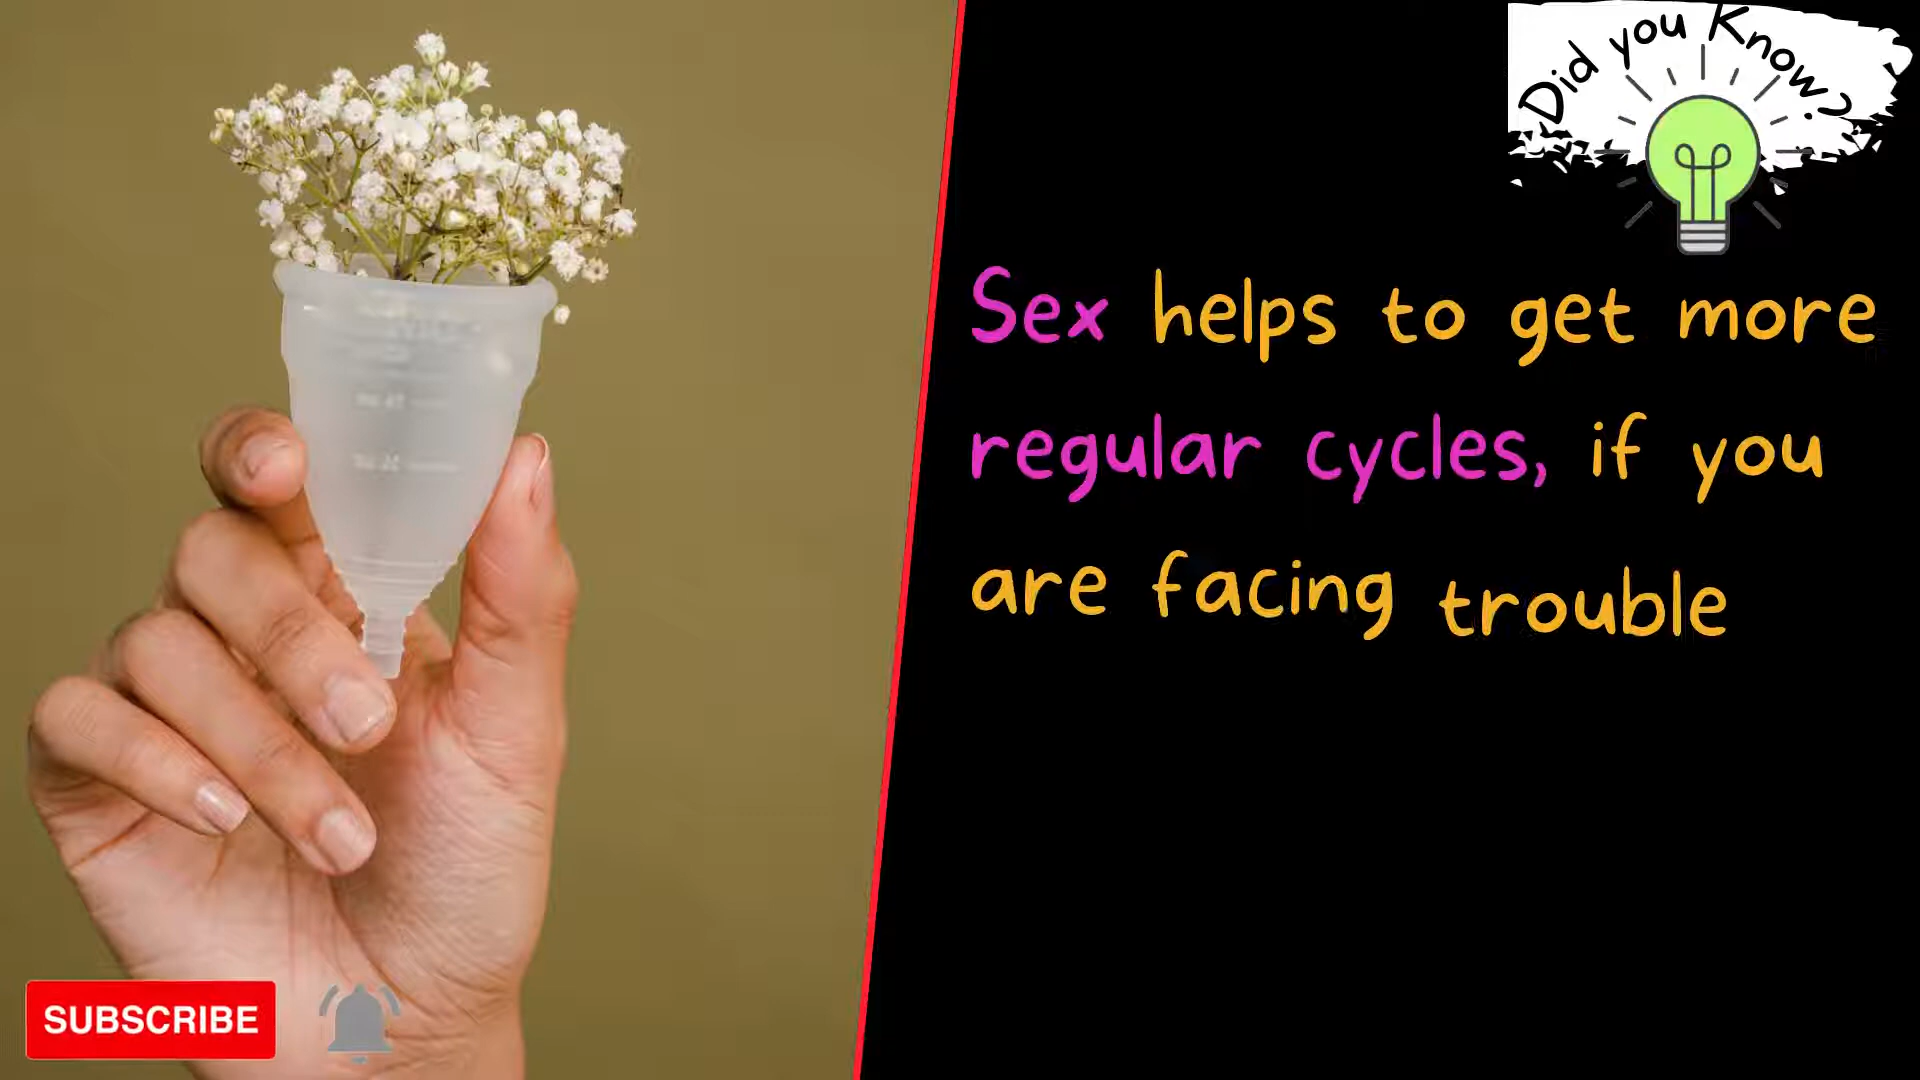 Did you Know?
Sex helps to get more
regular cycles, if you
are facing trouble
SUBSCRIBE